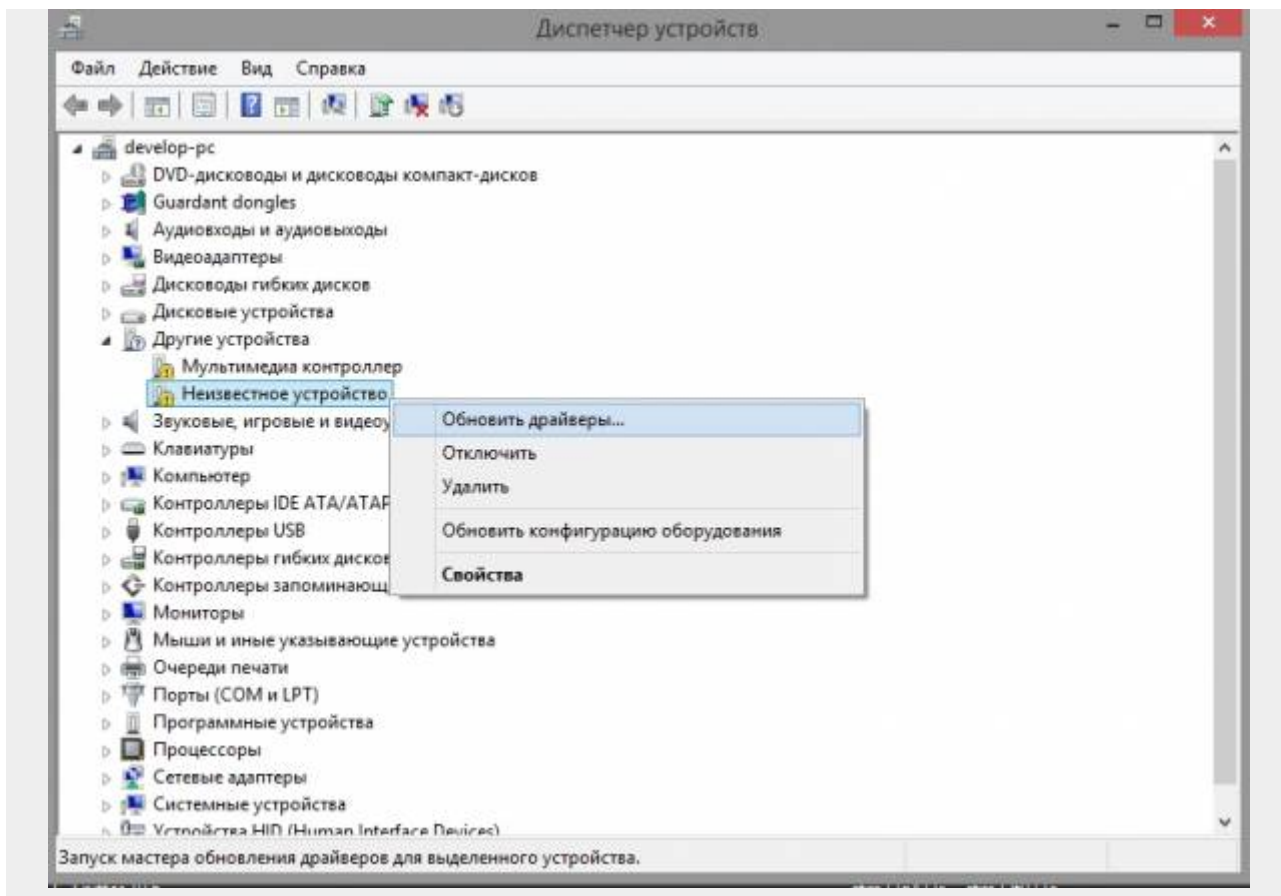 Диспетчер устройств
Файл Действие Вид Справка
develop-pc
DVD-дисководы и дисководы компакт-дисков
Guardant dongles
Аудиовходы и аудиовыходы
Видеоадаптеры
Дисководы гибких дисков
Дисковые устройства
Другие устройства
Мультимедиа контроллер
Неизвестное устройство
Обновить драйверы...
Звуковые, игровые и видеоу
Отключить
Клавиатуры
Компьютер
Удалить
Контроллеры IDE ATA/ATAP
Контроллеры USB
Обновить конфигурацию оборудования
Контроллеры гибких дисков
Контроллеры запоминающ
Свойства
Мониторы
Мыши и иные указывающие устройства
Очереди печати
Порты (COM и LPT)
Программные устройства
Процессоры
Сетевые адаптеры
Системные устройства
Устройства HID (Human Interface Devices)
Запуск мастера обновления драйверов для выделенного устройства.